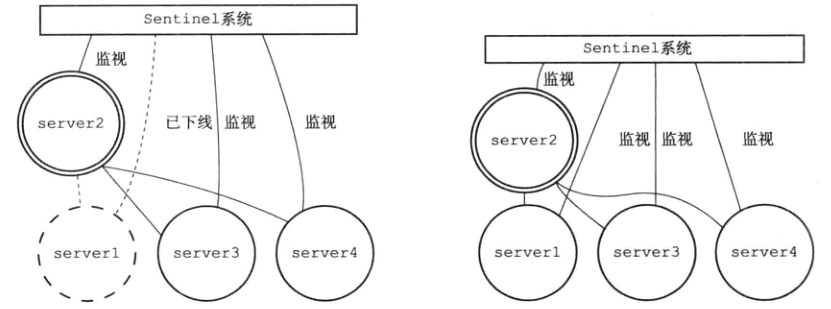 Sentinel系统
监视
server2
已下线
监视
监视
server1
server3
server4
Sentinel系统
监视
server2
监视
监视
监视
server1
server3
server4